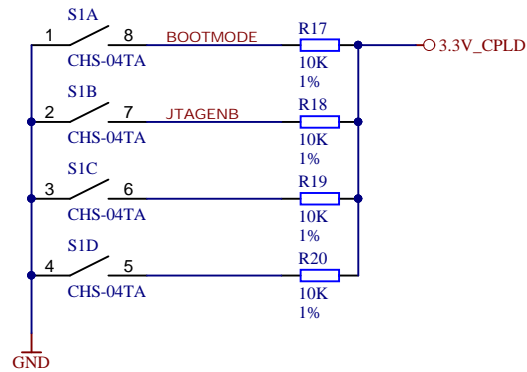 S1A
1 8 BOOTMODE R17 3.3V_CPLD
CHS-04TA 10K
1%
S1B
2 7 JTAGENB R18
CHS-04TA 10K
1%
S1C
3 6 R19
CHS-04TA 10K
1%
S1D
4 5 R20
CHS-04TA 10K
1%
GND